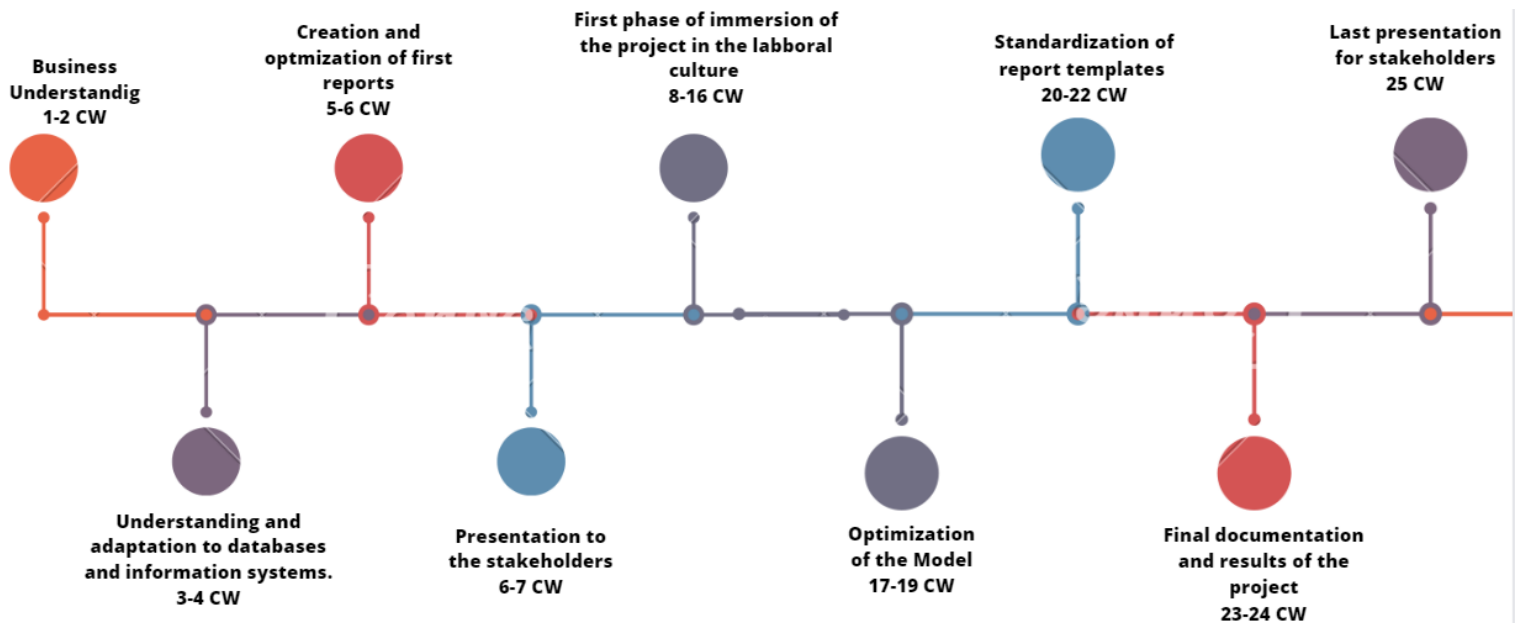 Business
Understandig
1-2 CW
Understanding and
adaptation to databases
and information systems.
3-4 CW
Creation and
optmization of first
reports
5-6 CW
Presentation to
the stakeholders
6-7 CW
First phase of immersion of
the project in the labboral
culture
8-16 CW
Optimization
of the Model
17-19 CW
Standardization of
report templates
20-22 CW
Final documentation
and results of the
project
23-24 CW
Last presentation
for stakeholders
25 CW